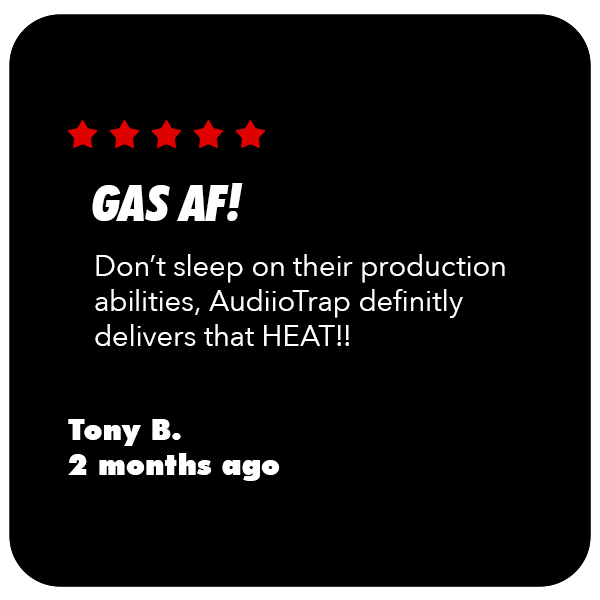 GAS AF!
Don’t sleep on their production
abilities, AudiioTrap definitly
delivers that HEAT!!
Tony B.
2 months ago